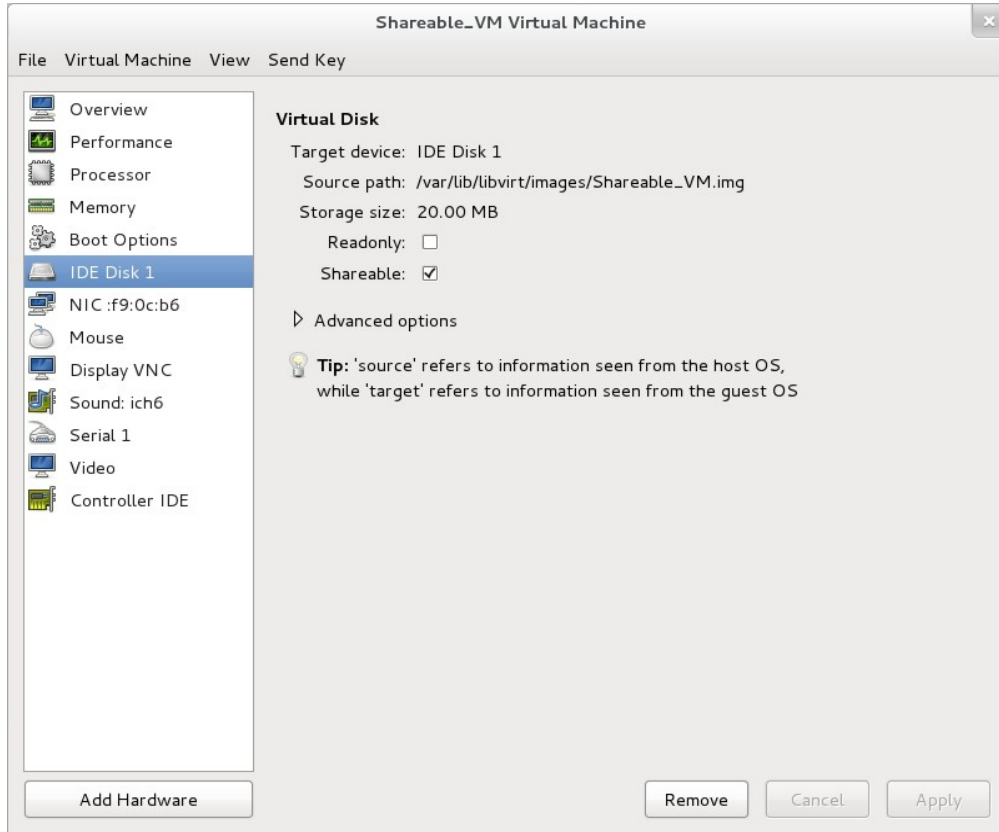 Shareable_VM Virtual Machine
File Virtual Machine View Send Key
Overview
Performance
Processor
Memory
Boot Options
IDE Disk 1
NIC :f9:0c:b6
Mouse
Display VNC
Sound: ich6
Serial 1
Video
Controller IDE
Add Hardware
Virtual Disk
Target device: IDE Disk 1
Source path: /var/lib/libvirt/images/Shareable_VM.img
Storage size: 20.00 MB
Readonly:
Shareable:
Advanced options
Tip: 'source' refers to information seen from the host OS,
while 'target' refers to information seen from the guest OS
Remove Cancel Apply